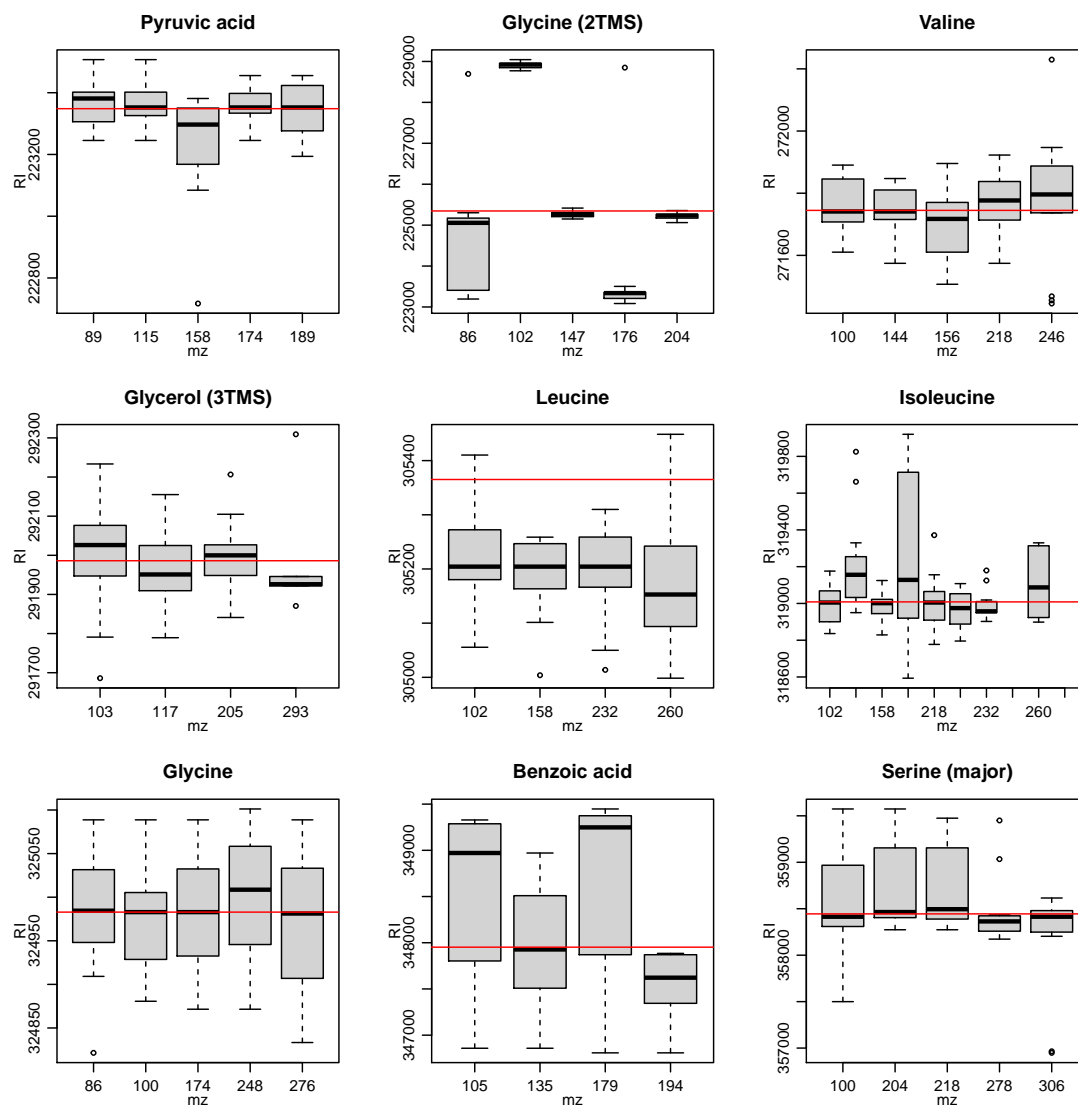 Pyruvic acid
RI
223200
222800
89 115 158 174 189
mz
Glycine (2TMS)
RI
229000
227000
225000
223000
86 102 147 176 204
mz
Valine
RI
272000
271600
100 144 156 218 246
mz
Glycerol (3TMS)
RI
292300
292100
291900
291700
103 117 205 293
mz
Leucine
RI
305400
305200
305000
102 158 232 260
mz
Isoleucine
RI
319800
319400
319000
318600
102 158 218 232 260
mz
Glycine
RI
325050
324950
324850
86 100 174 248 276
mz
Benzoic acid
RI
349000
348000
347000
105 135 179 194
mz
Serine (major)
RI
359000
358000
357000
100 204 218 278 306
mz